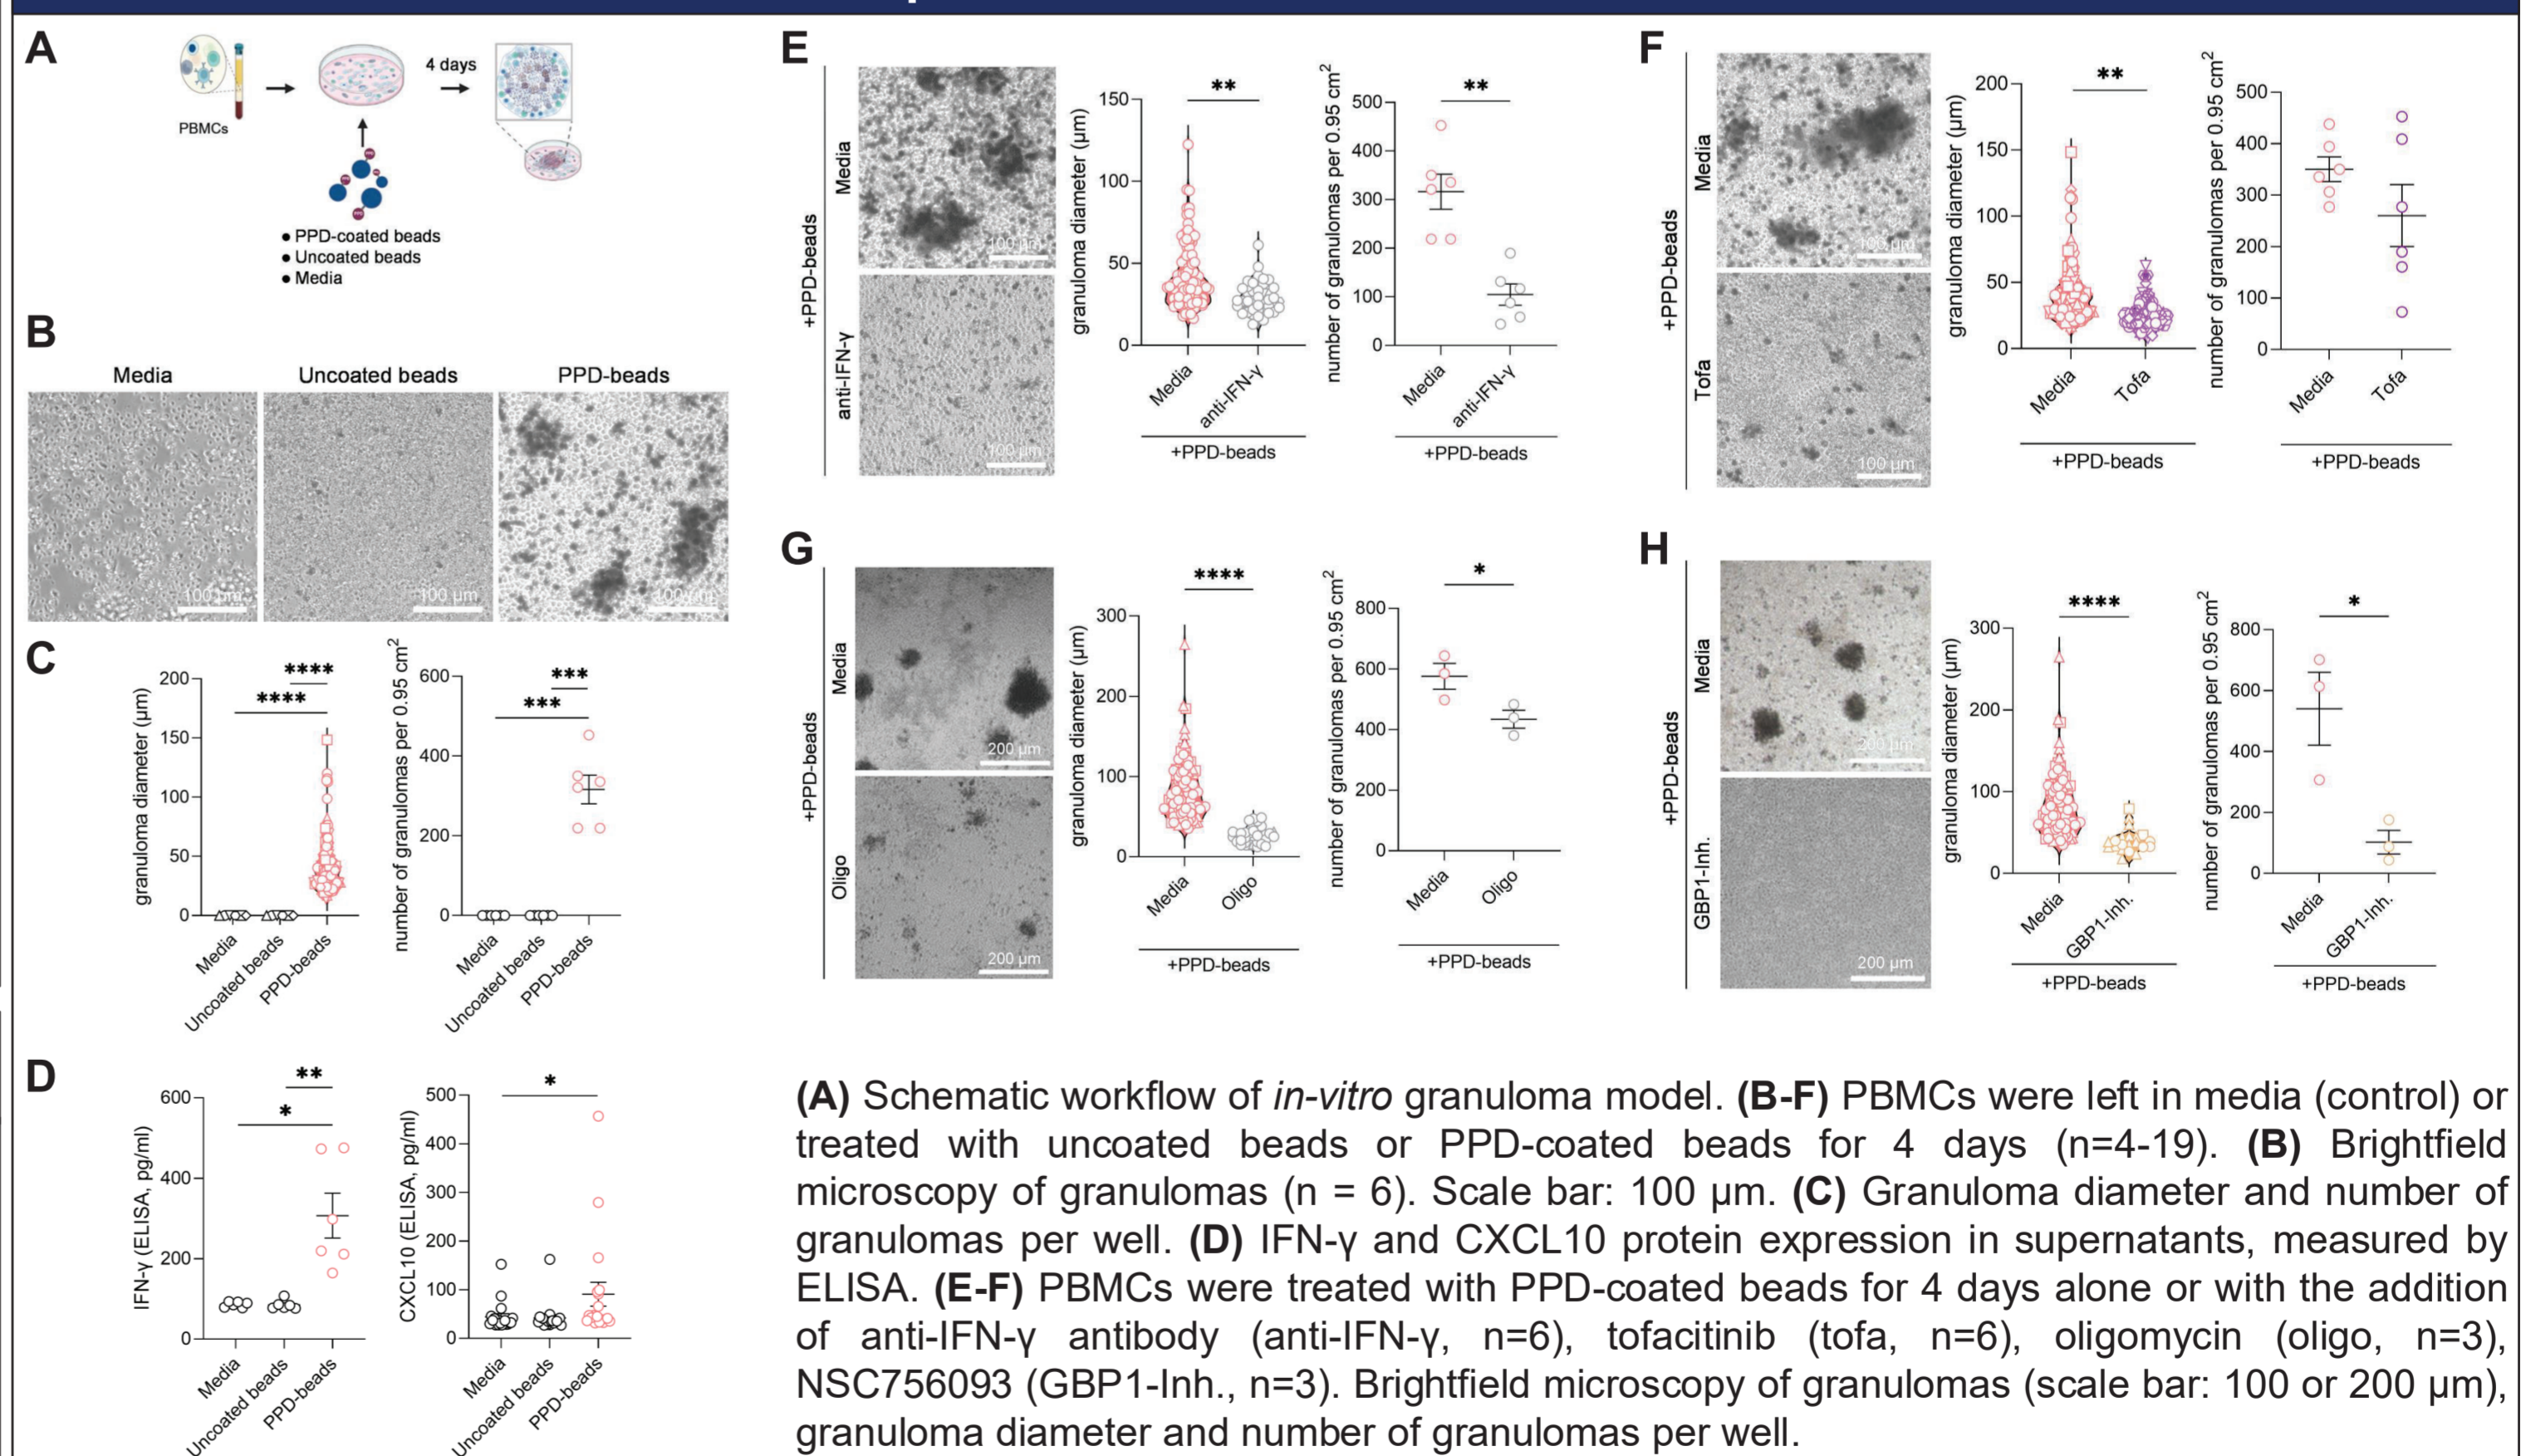 A
PBMCs
4 days
● PPD-coated beads
● Uncoated beads
● Media
B
Media
Uncoated beads
PPD-beads
100 µm
100 µm
100 µm
C
granuloma diameter (µm)
200
150
100
50
0
****
****
Media
Uncoated beads
PPD-beads
number of granulomas per 0.95 cm²
600
400
200
0
***
***
Media
Uncoated beads
PPD-beads
D
IFN-γ (ELISA, pg/ml)
600
400
200
0
**
*
Media
Uncoated beads
PPD-beads
CXCL10 (ELISA, pg/ml)
500
400
300
200
100
0
*
Media
Uncoated beads
PPD-beads
E
+PPD-beads
Media
anti-IFN-γ
100 µm
100 µm
granuloma diameter (µm)
150
100
50
0
**
Media
anti-IFN-γ
+PPD-beads
number of granulomas per 0.95 cm²
500
400
300
200
100
0
**
Media
anti-IFN-γ
+PPD-beads
F
+PPD-beads
Media
Tofa
100 µm
100 µm
granuloma diameter (µm)
200
150
100
50
0
**
Media
Tofa
+PPD-beads
number of granulomas per 0.95 cm²
500
400
300
200
100
0
Media
Tofa
+PPD-beads
G
+PPD-beads
Media
Oligo
200 µm
200 µm
granuloma diameter (µm)
300
200
100
0
****
Media
Oligo
+PPD-beads
number of granulomas per 0.95 cm²
800
600
400
200
0
*
Media
Oligo
+PPD-beads
H
+PPD-beads
Media
GBP1-Inh.
200 µm
200 µm
granuloma diameter (µm)
300
200
100
0
****
Media
GBP1-Inh.
+PPD-beads
number of granulomas per 0.95 cm²
800
600
400
200
0
*
Media
GBP1-Inh.
+PPD-beads
(A) Schematic workflow of in-vitro granuloma model. (B-F) PBMCs were left in media (control) or
treated with uncoated beads or PPD-coated beads for 4 days (n=4-19). (B) Brightfield
microscopy of granulomas (n = 6). Scale bar: 100 µm. (C) Granuloma diameter and number of
granulomas per well. (D) IFN-γ and CXCL10 protein expression in supernatants, measured by
ELISA. (E-F) PBMCs were treated with PPD-coated beads for 4 days alone or with the addition
of anti-IFN-γ antibody (anti-IFN-γ, n=6), tofacitinib (tofa, n=6), oligomycin (oligo, n=3),
NSC756093 (GBP1-Inh., n=3). Brightfield microscopy of granulomas (scale bar: 100 or 200 µm),
granuloma diameter and number of granulomas per well.